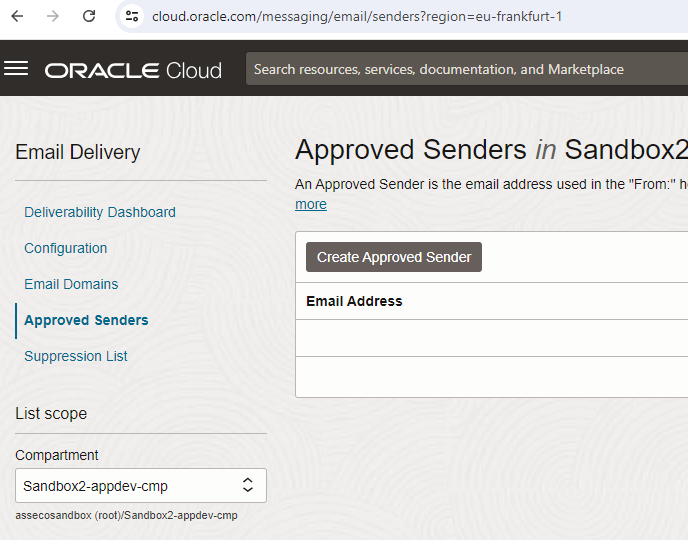 cloud.oracle.com/messaging/email/senders?region=eu-frankfurt-1
ORACLE Cloud
Search resources, services, documentation, and Marketplace
Email Delivery
Deliverability Dashboard
Configuration
Email Domains
Approved Senders
Suppression List
List scope
Compartment
Sandbox2-appdev-cmp
assecosandbox (root)/Sandbox2-appdev-cmp
Approved Senders in Sandbox2
An Approved Sender is the email address used in the "From:" h
more
Create Approved Sender
Email Address